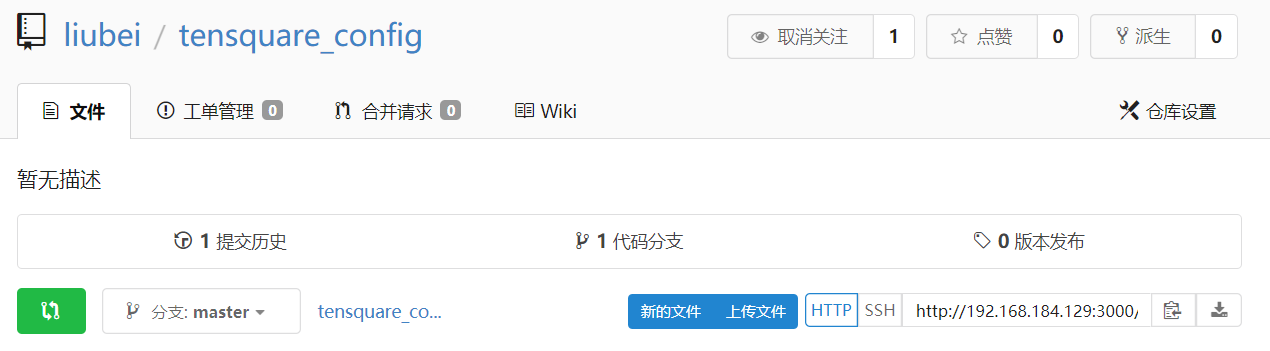 liubei / tensquare_config 取消关注 1 点赞 0 派生 0
文件 工单管理 0 合并请求 0 Wiki 仓库设置
暂无描述
1 提交历史 1 代码分支 0 版本发布
分支: master tensquare_co... 新的文件 上传文件 HTTP SSH http://192.168.184.129:3000/